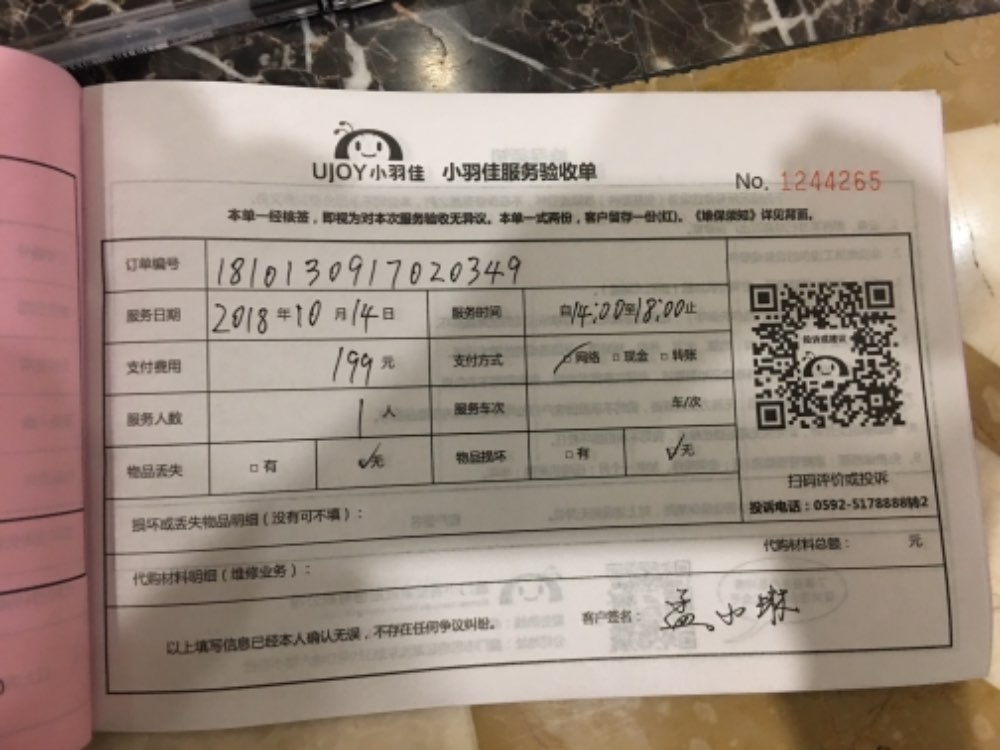 UJOY小羽佳 小羽佳服务验收单
No. 1244265
本单一经核签，即视为对本次服务验收无异议。本单一式两份，客户留存一份(红)。《维保须知》详见背面。
订单编号 1810130917020349
服务日期 2018年10月14日 服务时间 自14:00至18:00止
支付费用 199元 支付方式 网络 □现金 □转账
服务人数 1人 服务车次 车/次
物品丢失 □有 ✓无 物品损坏 □有 ✓无
投诉或建议
扫码评价或投诉
投诉电话：0592-5178888转2
损坏或丢失物品明细（没有可不填）：
代购材料明细（维修业务）： 代购材料总额： 元
以上填写信息已经本人确认无误，不存在任何争议纠纷。 客户签名：孟小琳